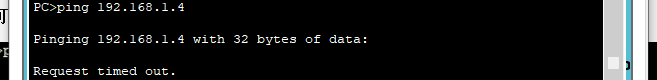 PC>ping 192.168.1.4
Pinging 192.168.1.4 with 32 bytes of data:
Request timed out.